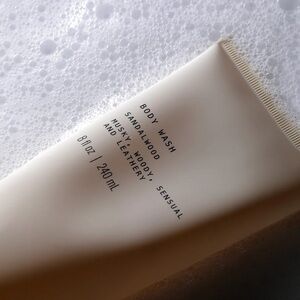 BODY WASH
SANDALWOOD
MUSKY, WOODY, SENSUAL
AND LEATHERY
8 fl oz | 240 mL